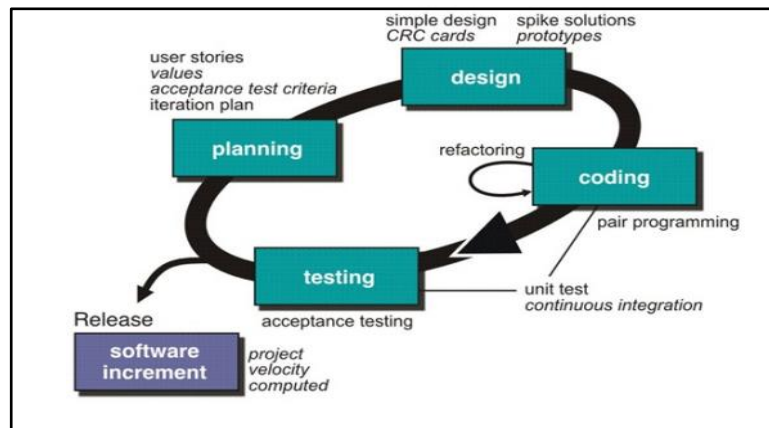 simple design
CRC cards
spike solutions
prototypes
user stories
values
acceptance test criteria
iteration plan
design
planning
refactoring
coding
pair programming
testing
unit test
continuous integration
acceptance testing
Release
software
increment
project
velocity
computed